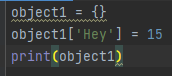 object1 = {}
object1['Hey'] = 15
print(object1)